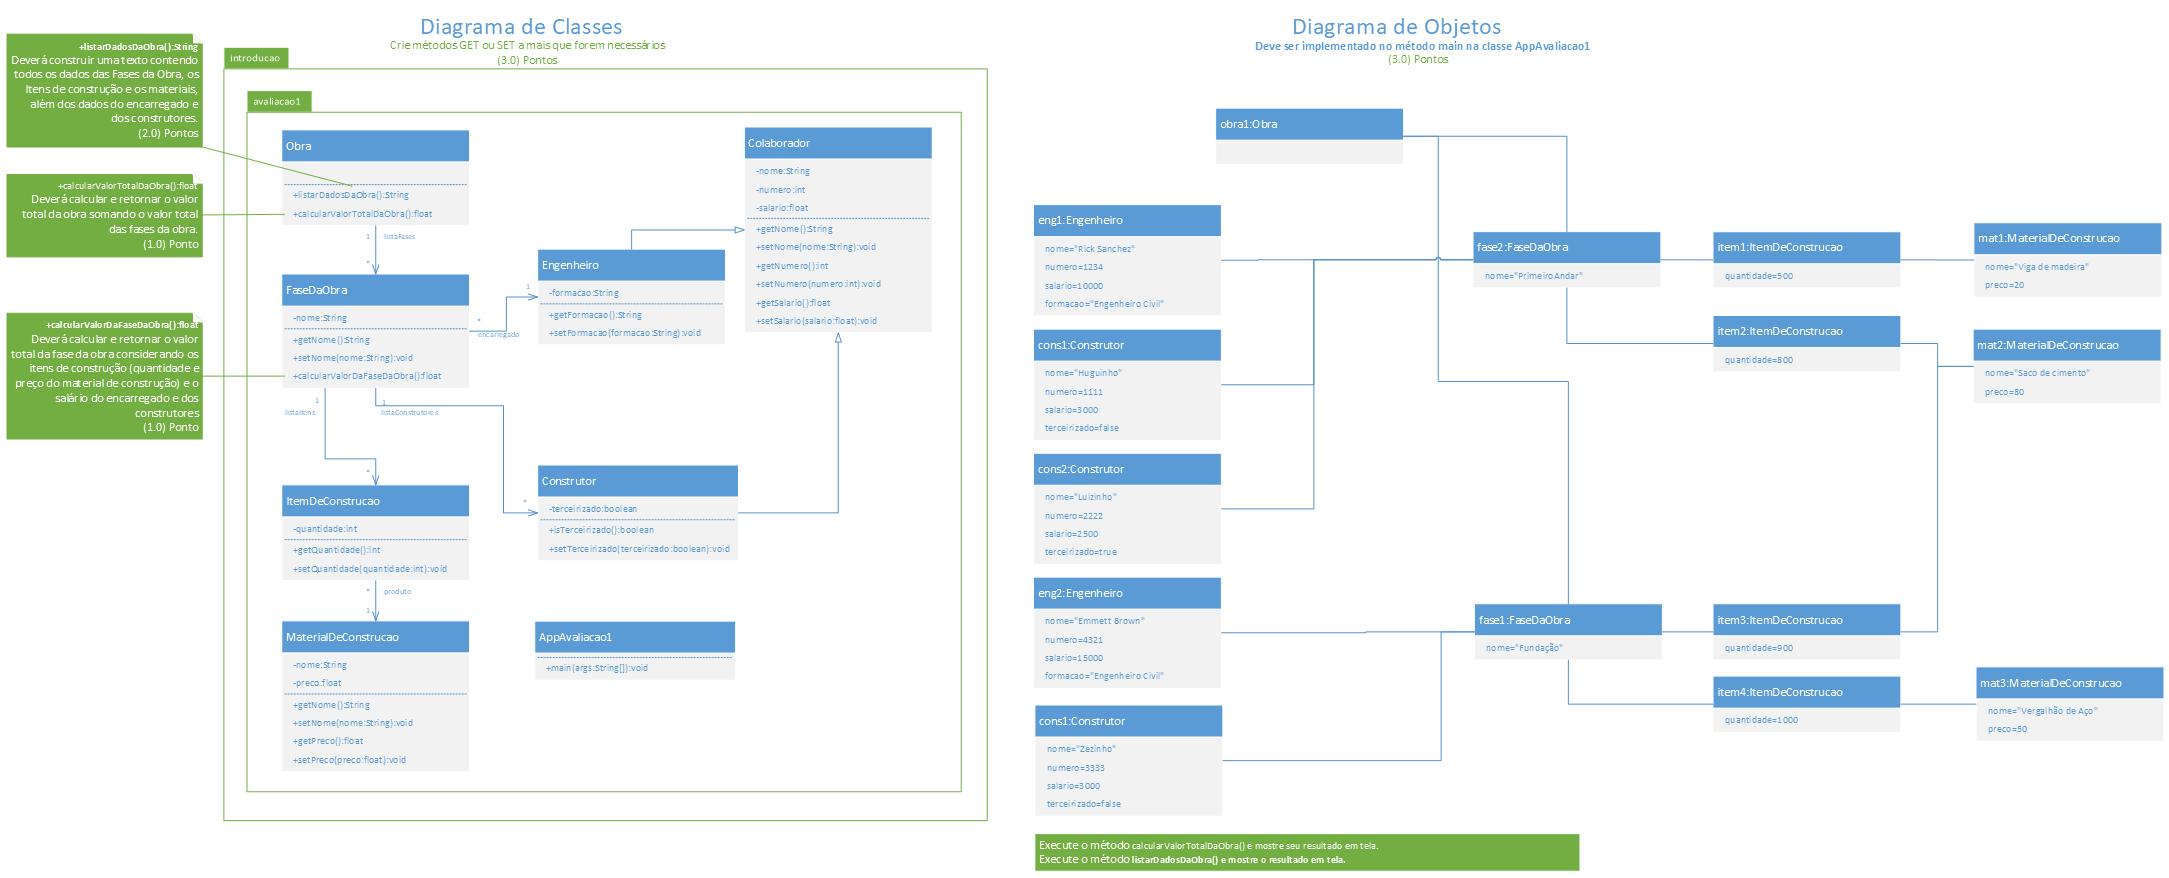 Diagrama de Classes
Crie métodos GET ou SET a mais que forem necessários
(3.0) Pontos
+listarDadosDaObra():String
Deverá construir uma texto contendo
todos os dados das Fases da Obra, os
Itens de construção e os materiais,
além dos dados do encarregado e
dos construtores.
(2.0) Pontos
+calcularValorTotalDaObra():float
Deverá calcular e retornar o valor
total da obra somando o valor total
das fases da obra.
(1.0) Ponto
+calcularValorDaFaseDaObra():float
Deverá calcular e retornar o valor
total da fase da obra considerando os
itens de construção (quantidade e
preço do material de construção) e o
salário do encarregado e dos
construtores
(1.0) Ponto
introducao
avaliacao1
Obra
+listarDadosDaObra():String
+calcularValorTotalDaObra():float
1
listaFases
*
FaseDaObra
-nome:String
+getNome():String
+setNome(nome:String):void
+calcularValorDaFaseDaObra():float
*
encarregado
1
1
listaItens
*
1
listaConstrutores
*
ItemDeConstrucao
-quantidade:int
+getQuantidade():int
+setQuantidade(quantidade:int):void
*
produto
1
MaterialDeConstrucao
-nome:String
-preco:float
+getNome():String
+setNome(nome:String):void
+getPreco():float
+setPreco(preco:float):void
Engenheiro
-formacao:String
+getFormacao():String
+setFormacao(formacao:String):void
Construtor
-terceirizado:boolean
+isTerceirizado():boolean
+setTerceirizado(terceirizado:boolean):void
AppAvaliacao1
+main(args:String[]):void
Colaborador
-nome:String
-numero:int
-salario:float
+getNome():String
+setNome(nome:String):void
+getNumero():int
+setNumero(numero:int):void
+getSalario():float
+setSalario(salario:float):void
Diagrama de Objetos
Deve ser implementado no método main na classe AppAvaliacao1
(3.0) Pontos
obra1:Obra
eng1:Engenheiro
nome="Rick Sanchez"
numero=1234
salario=10000
formacao="Engenheiro Civil"
cons1:Construtor
nome="Huguinho"
numero=1111
salario=3000
terceirizado=false
cons2:Construtor
nome="Luizinho"
numero=2222
salario=2500
terceirizado=true
eng2:Engenheiro
nome="Emmett Brown"
numero=4321
salario=15000
formacao="Engenheiro Civil"
cons1:Construtor
nome="Zezinho"
numero=3333
salario=3000
terceirizado=false
fase2:FaseDaObra
nome="Primeiro Andar"
fase1:FaseDaObra
nome="Fundação"
item1:ItemDeConstrucao
quantidade=500
item2:ItemDeConstrucao
quantidade=800
item3:ItemDeConstrucao
quantidade=900
item4:ItemDeConstrucao
quantidade=1000
mat1:MaterialDeConstrucao
nome="Viga de madeira"
preco=20
mat2:MaterialDeConstrucao
nome="Saco de cimento"
preco=80
mat3:MaterialDeConstrucao
nome="Vergalhão de Aço"
preco=50
Execute o método calcularValorTotalDaObra() e mostre seu resultado em tela.
Execute o método listarDadosDaObra() e mostre o resultado em tela.